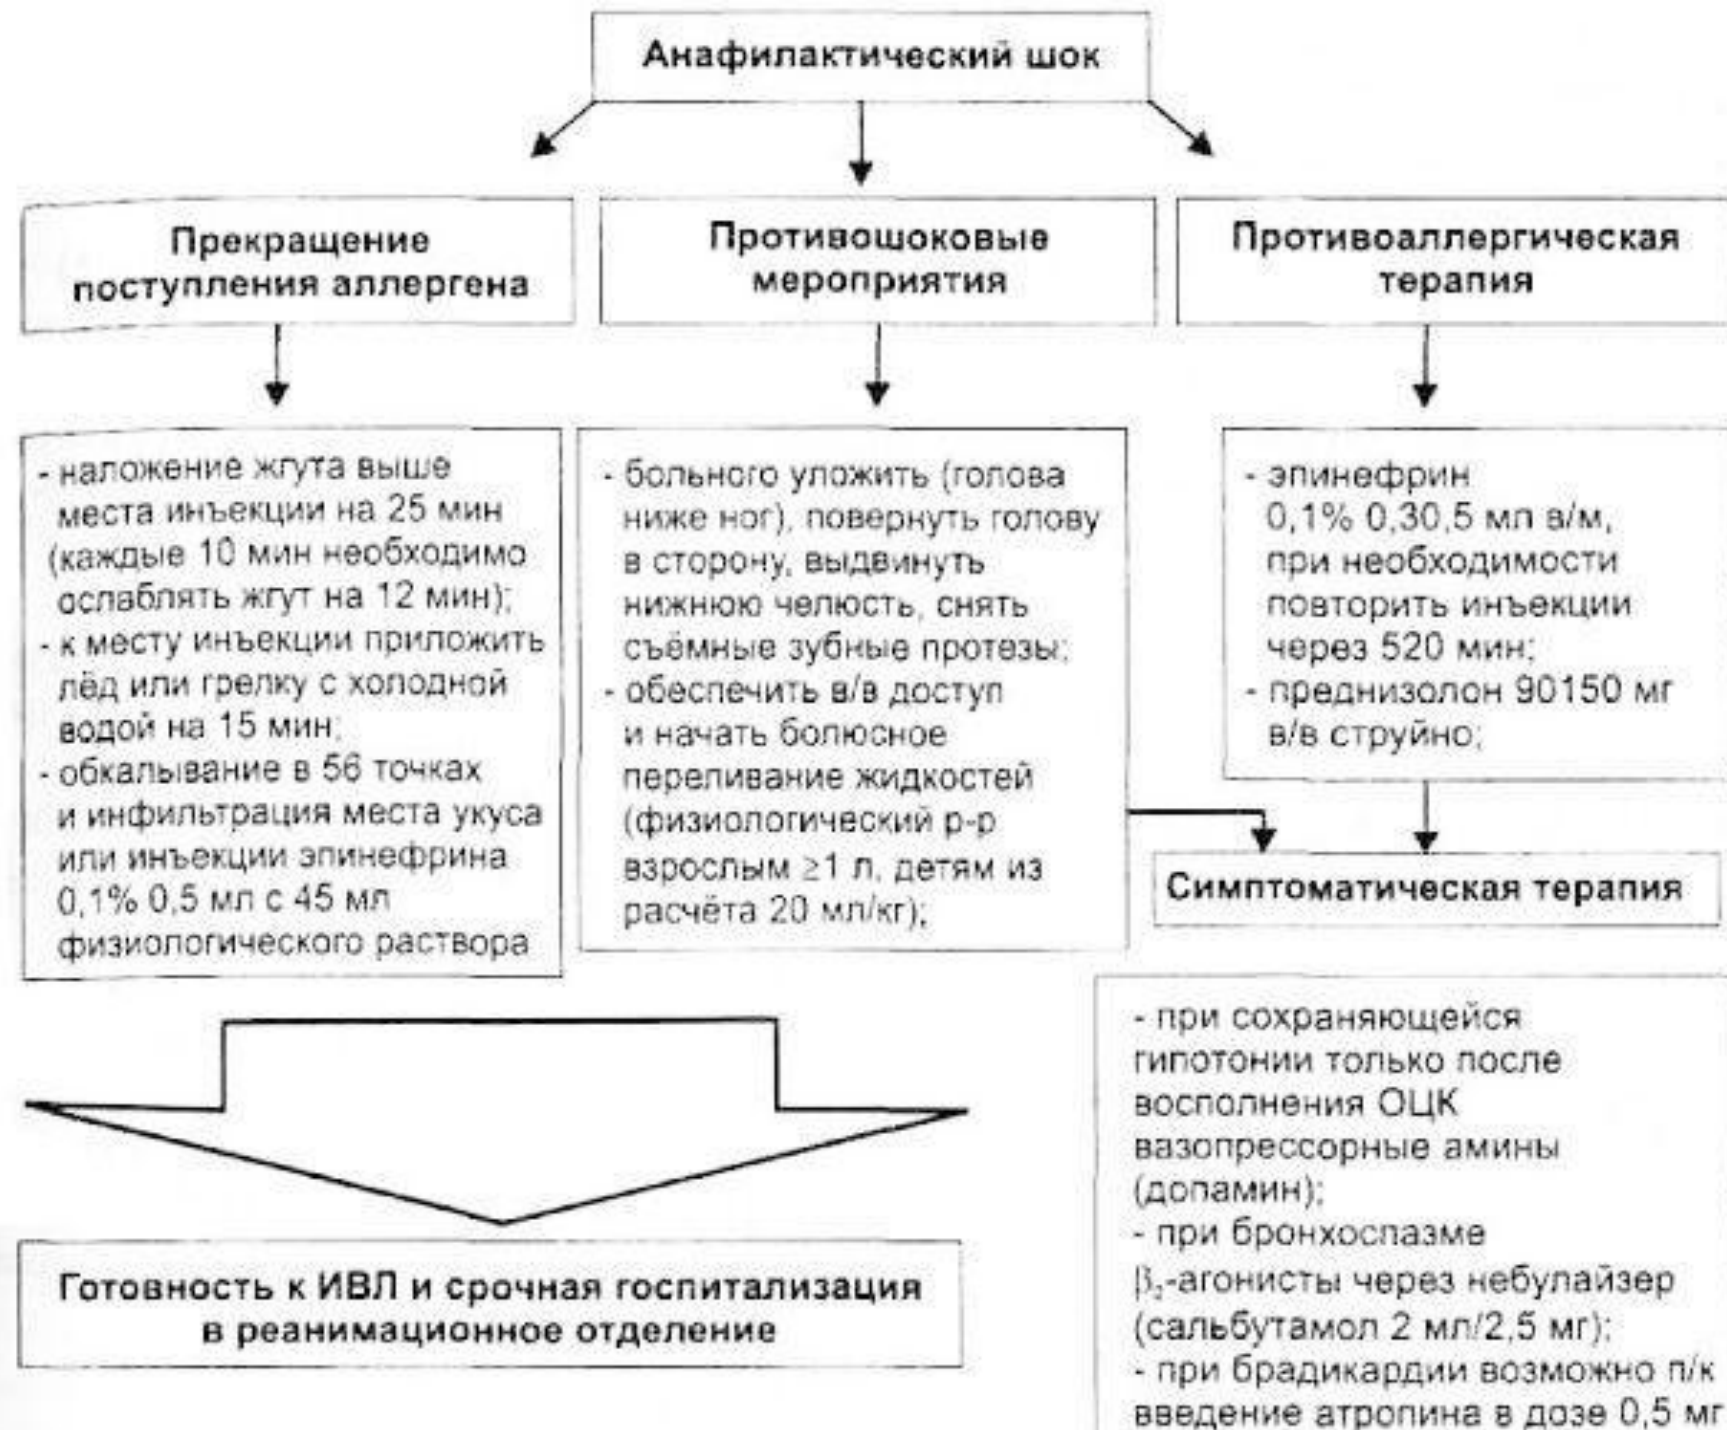 Анафилактический шок
Прекращение
поступления аллергена
Противошоковые
мероприятия
Противоаллергическая
терапия
- наложение жгута выше
места инъекции на 25 мин
(каждые 10 мин необходимо
ослаблять жгут на 12 мин);
- к месту инъекции приложить
лёд или грелку с холодной
водой на 15 мин;
- обкалывание в 56 точках
и инфильтрация места укуса
или инъекции эпинефрина
0,1% 0,5 мл с 45 мл
физиологического раствора
- больного уложить (голова
ниже ног), повернуть голову
в сторону, выдвинуть
нижнюю челюсть, снять
съёмные зубные протезы;
- обеспечить в/в доступ
и начать болюсное
переливание жидкостей
(физиологический р-р
взрослым ≥1 л, детям из
расчёта 20 мл/кг);
- эпинефрин
0,1% 0,30,5 мл в/м,
при необходимости
повторить инъекции
через 520 мин;
- преднизолон 90150 мг
в/в струйно;
Симптоматическая терапия
- при сохраняющейся
гипотонии только после
восполнения ОЦК
вазопрессорные амины
(допамин);
- при бронхоспазме
β₂-агонисты через небулайзер
(сальбутамол 2 мл/2,5 мг);
- при брадикардии возможно п/к
введение атропина в дозе 0,5 мг
Готовность к ИВЛ и срочная госпитализация
в реанимационное отделение